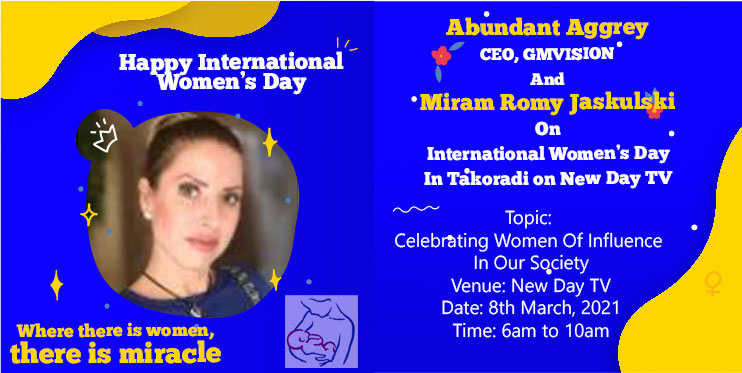 Happy International
Women's Day
Where there is women,
there is miracle
Abundant Aggrey
CEO, GMVISION
And
Miram Romy Jaskulski
On
International Women's Day
In Takoradi on New Day TV
Topic:
Celebrating Women Of Influence
In Our Society
Venue: New Day TV
Date: 8th March, 2021
Time: 6am to 10am